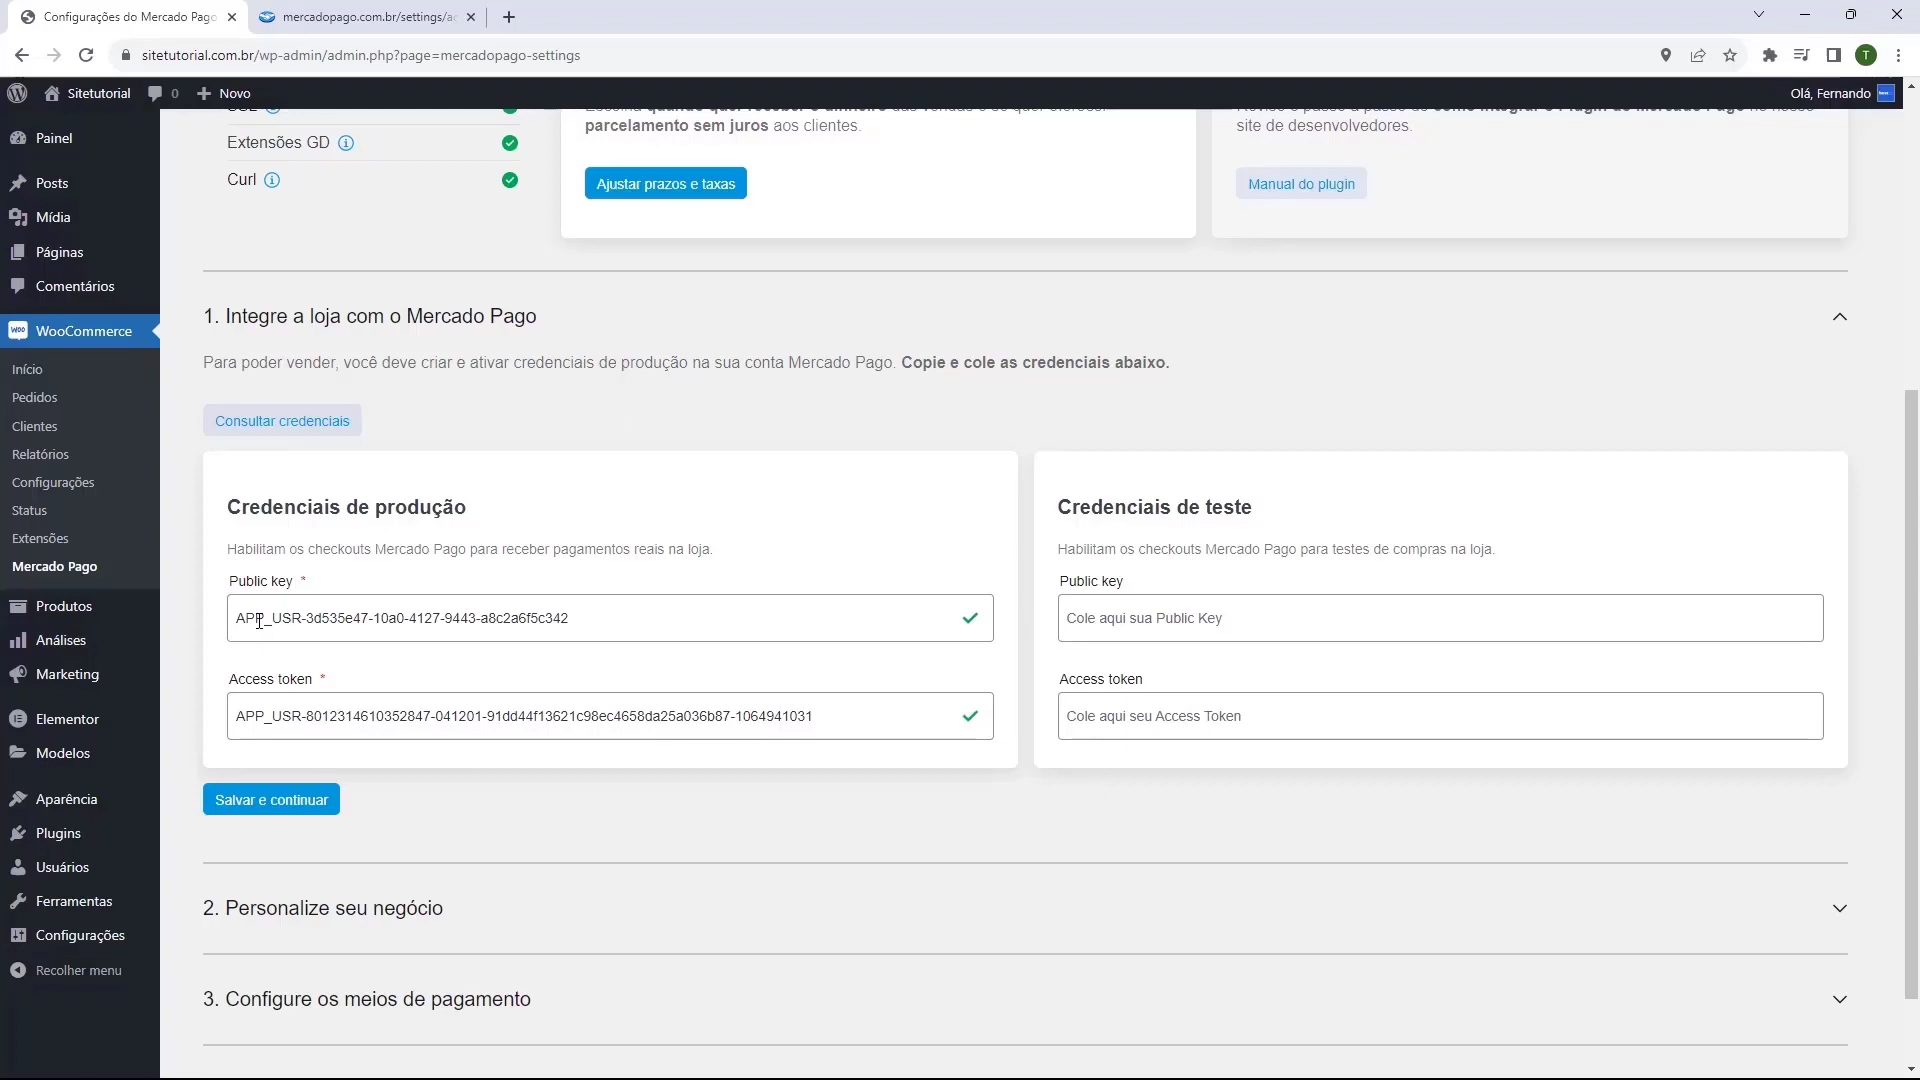 Configurações do Mercado Pago
mercadopago.com.br/settings/ac
sitetutorial.com.br/wp-admin/admin.php?page=mercadopago-settings
T
Sitetutorial
0
Novo
Olá, Fernando
Painel
Posts
Mídia
Páginas
Comentários
WooCommerce
Início
Pedidos
Clientes
Relatórios
Configurações
Status
Extensões
Mercado Pago
Produtos
Análises
Marketing
Elementor
Modelos
Aparência
Plugins
Usuários
Ferramentas
Configurações
Recolher menu
Extensões GD
Curl
parcelamento sem juros aos clientes.
Ajustar prazos e taxas
site de desenvolvedores.
Manual do plugin
1. Integre a loja com o Mercado Pago
Para poder vender, você deve criar e ativar credenciais de produção na sua conta Mercado Pago. Copie e cole as credenciais abaixo.
Consultar credenciais
Credenciais de produção
Habilitam os checkouts Mercado Pago para receber pagamentos reais na loja.
Public key *
APP_USR-3d535e47-10a0-4127-9443-a8c2a6f5c342
Access token *
APP_USR-8012314610352847-041201-91dd44f13621c98ec4658da25a036b87-1064941031
Credenciais de teste
Habilitam os checkouts Mercado Pago para testes de compras na loja.
Public key
Cole aqui sua Public Key
Access token
Cole aqui seu Access Token
Salvar e continuar
2. Personalize seu negócio
3. Configure os meios de pagamento